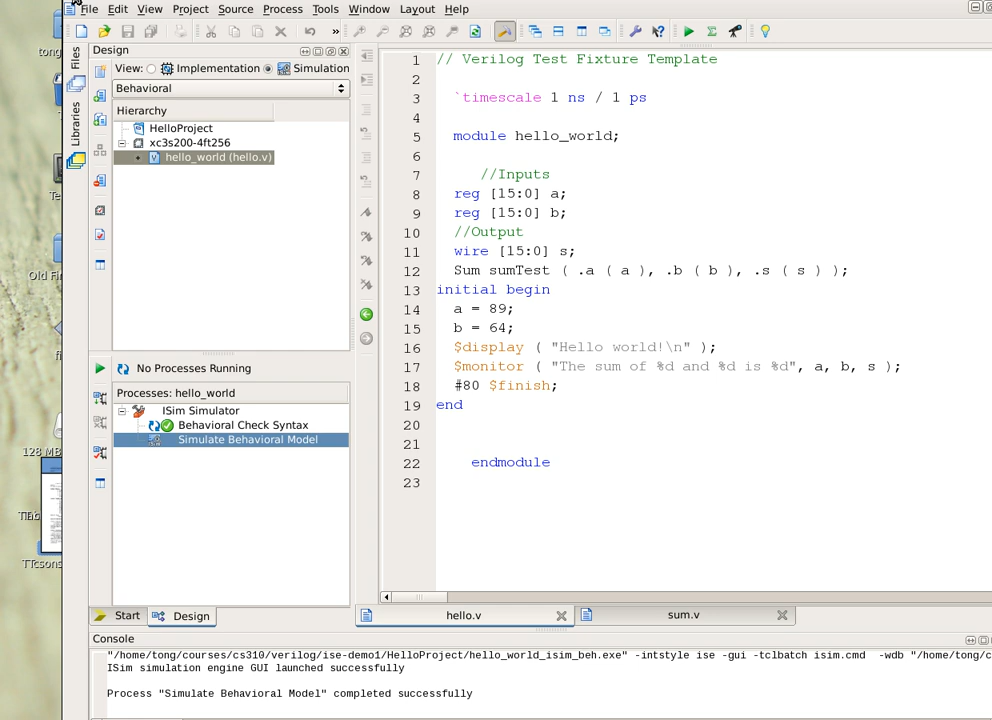 File Edit View Project Source Process Tools Window Layout Help
»
Design
View: Implementation Simulation
Behavioral
Hierarchy
HelloProject
xc3s200-4ft256
hello_world (hello.v)
Files
Libraries
No Processes Running
Processes: hello_world
ISim Simulator
Behavioral Check Syntax
Simulate Behavioral Model
Start
Design
1 // Verilog Test Fixture Template
2
3 `timescale 1 ns / 1 ps
4
5 module hello_world;
6
7 //Inputs
8 reg [15:0] a;
9 reg [15:0] b;
10 //Output
11 wire [15:0] s;
12 Sum sumTest ( .a ( a ), .b ( b ), .s ( s ) );
13 initial begin
14 a = 89;
15 b = 64;
16 $display ( "Hello world!\n" );
17 $monitor ( "The sum of %d and %d is %d", a, b, s );
18 #80 $finish;
19 end
20
21
22 endmodule
23
hello.v
sum.v
Console
"/home/tong/courses/cs310/verilog/ise-demo1/HelloProject/hello_world_isim_beh.exe" -intstyle ise -gui -tclbatch isim.cmd -wdb "/home/tong/c
ISim simulation engine GUI launched successfully
Process "Simulate Behavioral Model" completed successfully
tong
Old Fi
128 MB
TTcsons